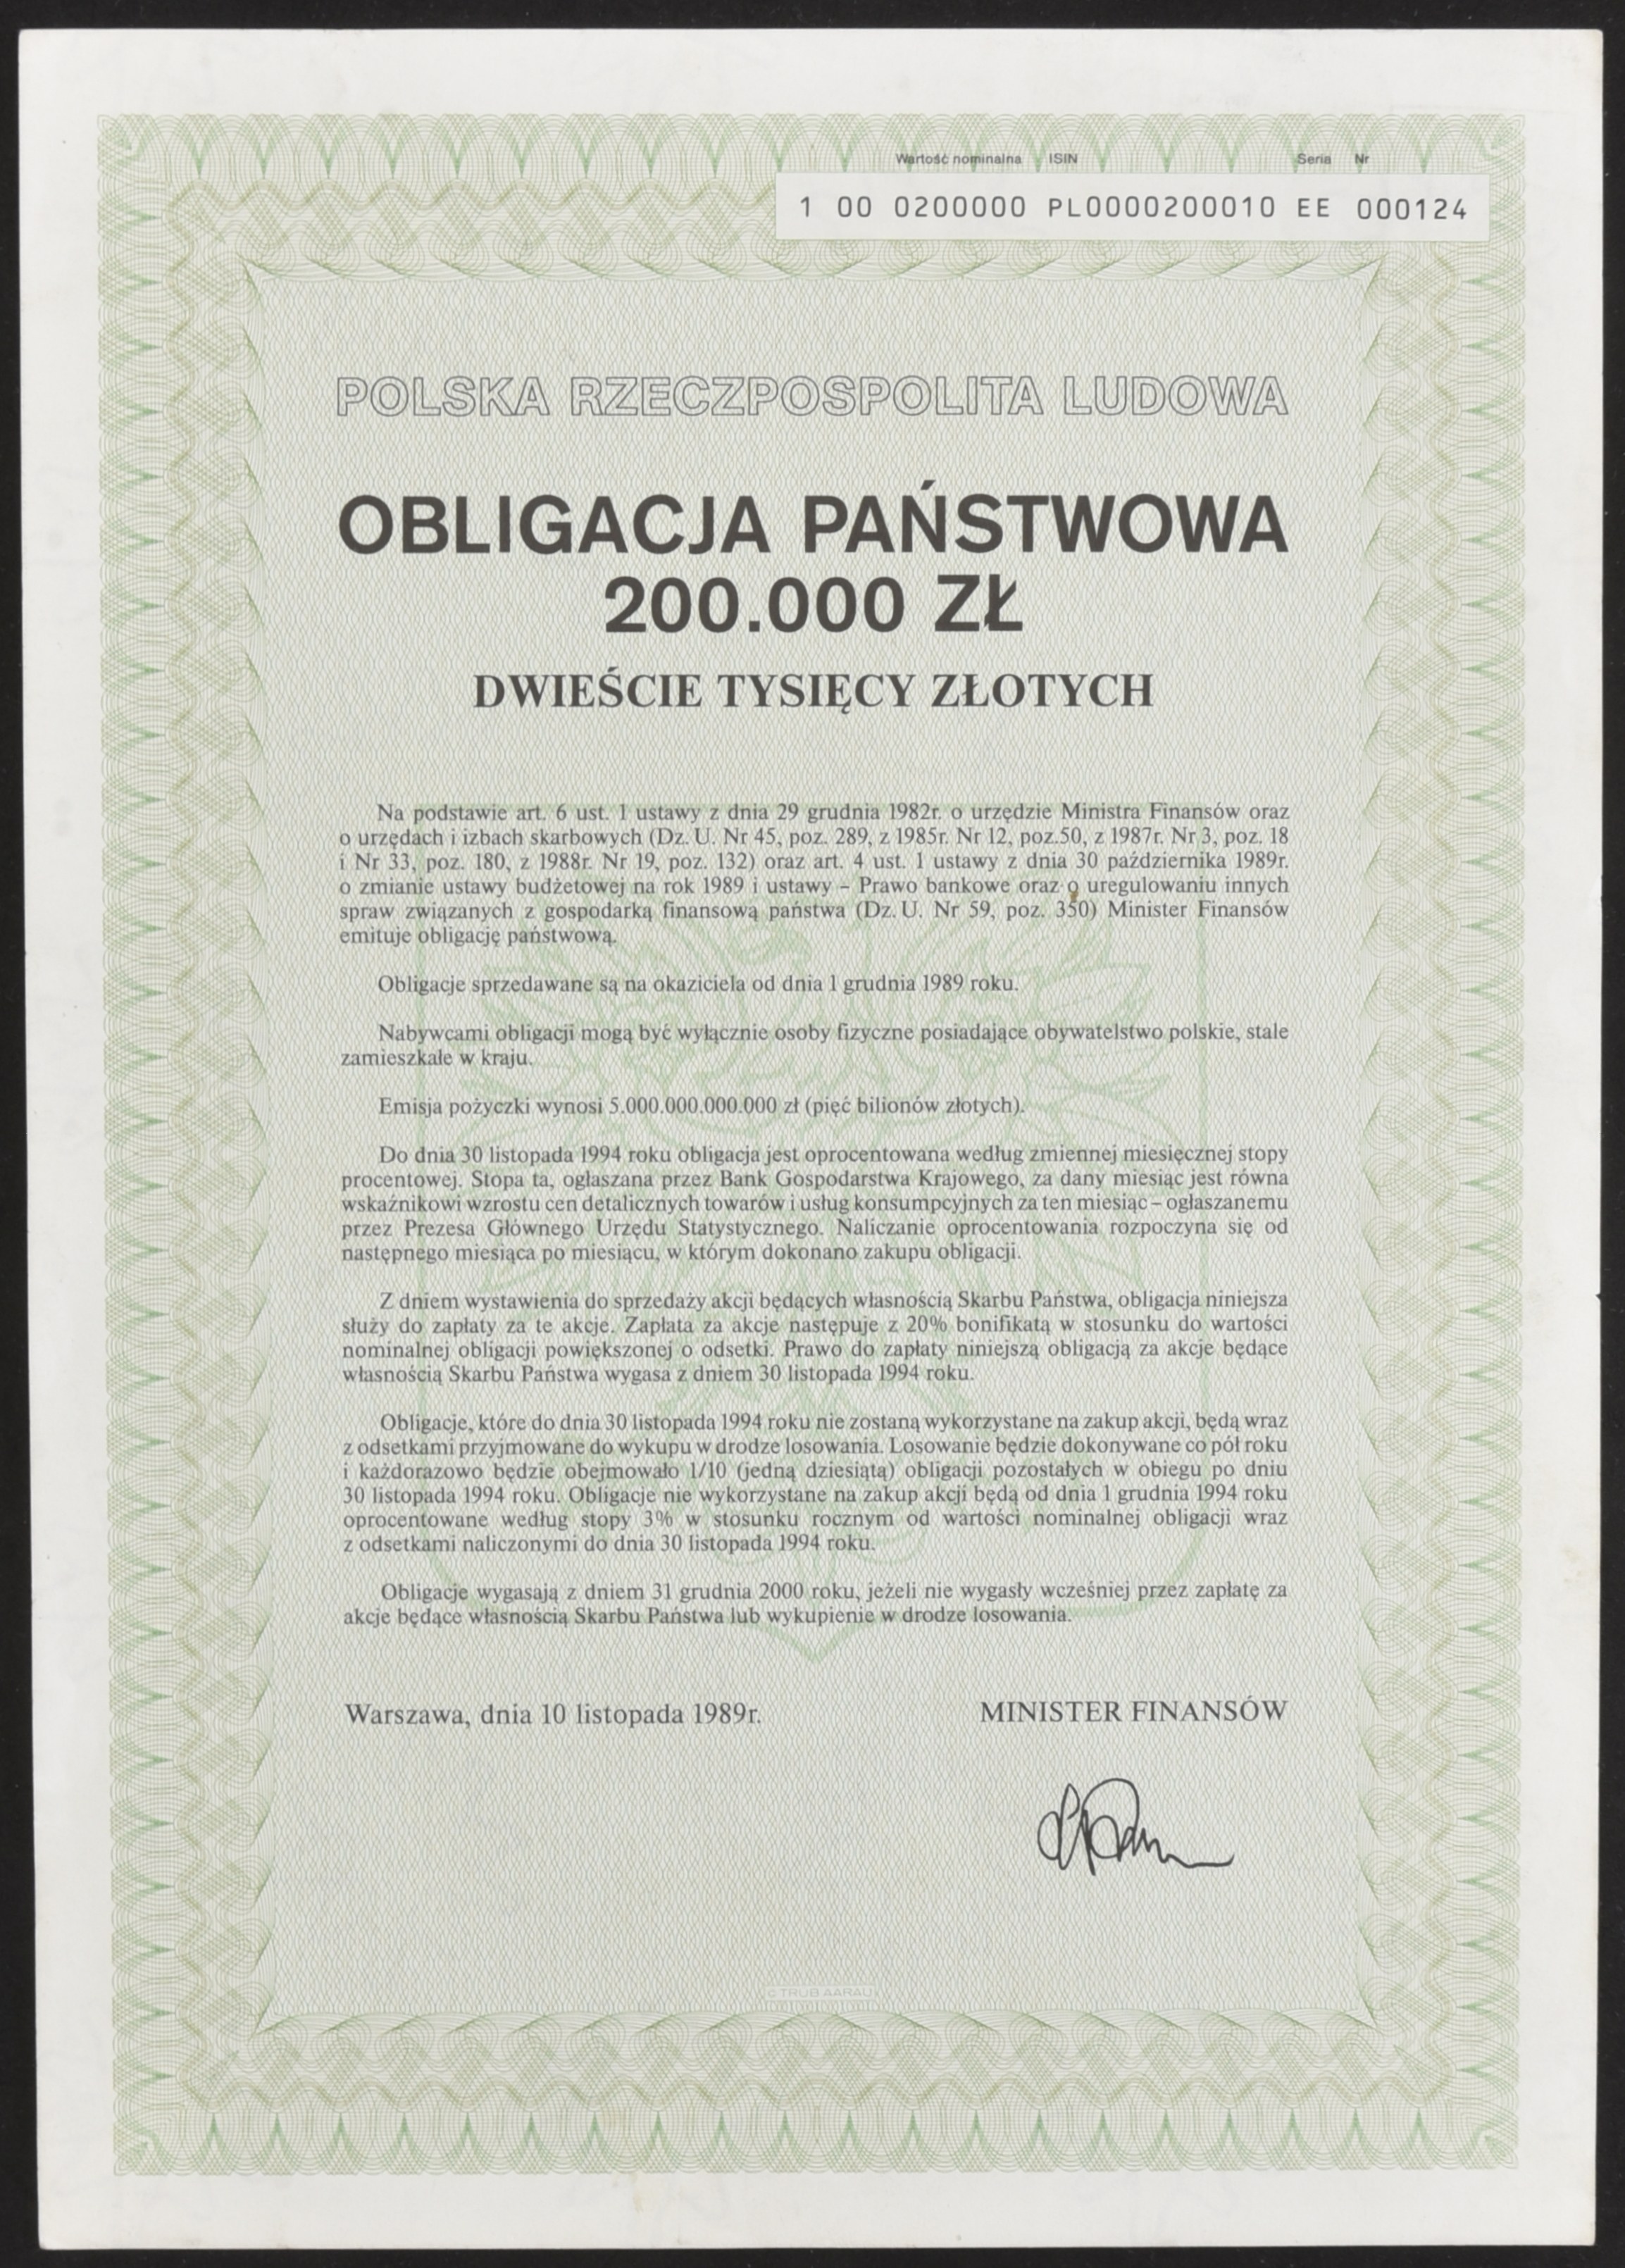 Wartość nominalna ISIN Seria Nr
1 00 0200000 PL0000200010 EE 000124
POLSKA RZECZPOSPOLITA LUDOWA
OBLIGACJA PAŃSTWOWA
200.000 ZŁ
DWIEŚCIE TYSIĘCY ZŁOTYCH
Na podstawie art. 6 ust. 1 ustawy z dnia 29 grudnia 1982r. o urzędzie Ministra Finansów oraz
o urzędach i izbach skarbowych (Dz. U. Nr 45, poz. 289, z 1985r. Nr 12, poz.50, z 1987r. Nr 3, poz. 18
i Nr 33, poz. 180, z 1988r. Nr 19, poz. 132) oraz art. 4 ust. 1 ustawy z dnia 30 października 1989r.
o zmianie ustawy budżetowej na rok 1989 i ustawy – Prawo bankowe oraz o uregulowaniu innych
spraw związanych z gospodarką finansową państwa (Dz. U. Nr 59, poz. 350) Minister Finansów
emituje obligację państwową.
Obligacje sprzedawane są na okaziciela od dnia 1 grudnia 1989 roku.
Nabywcami obligacji mogą być wyłącznie osoby fizyczne posiadające obywatelstwo polskie, stale
zamieszkałe w kraju.
Emisja pożyczki wynosi 5.000.000.000.000 zł (pięć bilionów złotych).
Do dnia 30 listopada 1994 roku obligacja jest oprocentowana według zmiennej miesięcznej stopy
procentowej. Stopa ta, ogłaszana przez Bank Gospodarstwa Krajowego, za dany miesiąc jest równa
wskaźnikowi wzrostu cen detalicznych towarów i usług konsumpcyjnych za ten miesiąc – ogłaszanemu
przez Prezesa Głównego Urzędu Statystycznego. Naliczanie oprocentowania rozpoczyna się od
następnego miesiąca po miesiącu, w którym dokonano zakupu obligacji.
Z dniem wystawienia do sprzedaży akcji będących własnością Skarbu Państwa, obligacja niniejsza
służy do zapłaty za te akcje. Zapłata za akcje następuje z 20% bonifikatą w stosunku do wartości
nominalnej obligacji powiększonej o odsetki. Prawo do zapłaty niniejszą obligacją za akcje będące
własnością Skarbu Państwa wygasa z dniem 30 listopada 1994 roku.
Obligacje, które do dnia 30 listopada 1994 roku nie zostaną wykorzystane na zakup akcji, będą wraz
z odsetkami przyjmowane do wykupu w drodze losowania. Losowanie będzie dokonywane co pół roku
i każdorazowo będzie obejmowało 1/10 (jedną dziesiątą) obligacji pozostałych w obiegu po dniu
30 listopada 1994 roku. Obligacje nie wykorzystane na zakup akcji będą od dnia 1 grudnia 1994 roku
oprocentowane według stopy 3% w stosunku rocznym od wartości nominalnej obligacji wraz
z odsetkami naliczonymi do dnia 30 listopada 1994 roku.
Obligacje wygasają z dniem 31 grudnia 2000 roku, jeżeli nie wygasły wcześniej przez zapłatę za
akcje będące własnością Skarbu Państwa lub wykupienie w drodze losowania.
Warszawa, dnia 10 listopada 1989r. MINISTER FINANSÓW
© TRÜB AARAU